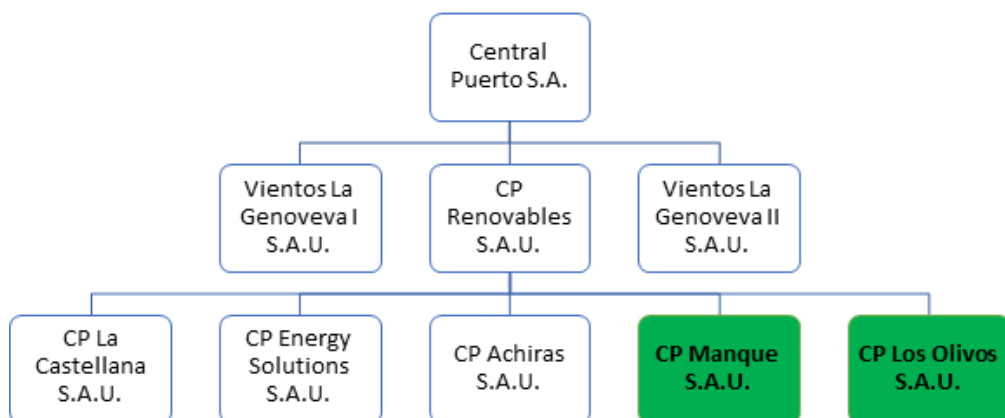 Central
Puerto S.A.
Vientos La
Genoveva I
S.A.U.
CP
Renovables
S.A.U.
Vientos La
Genoveva II
S.A.U.
CP La
Castellana
S.A.U.
CP Energy
Solutions
S.A.U.
CP Achiras
S.A.U.
CP Manque
S.A.U.
CP Los Olivos
S.A.U.